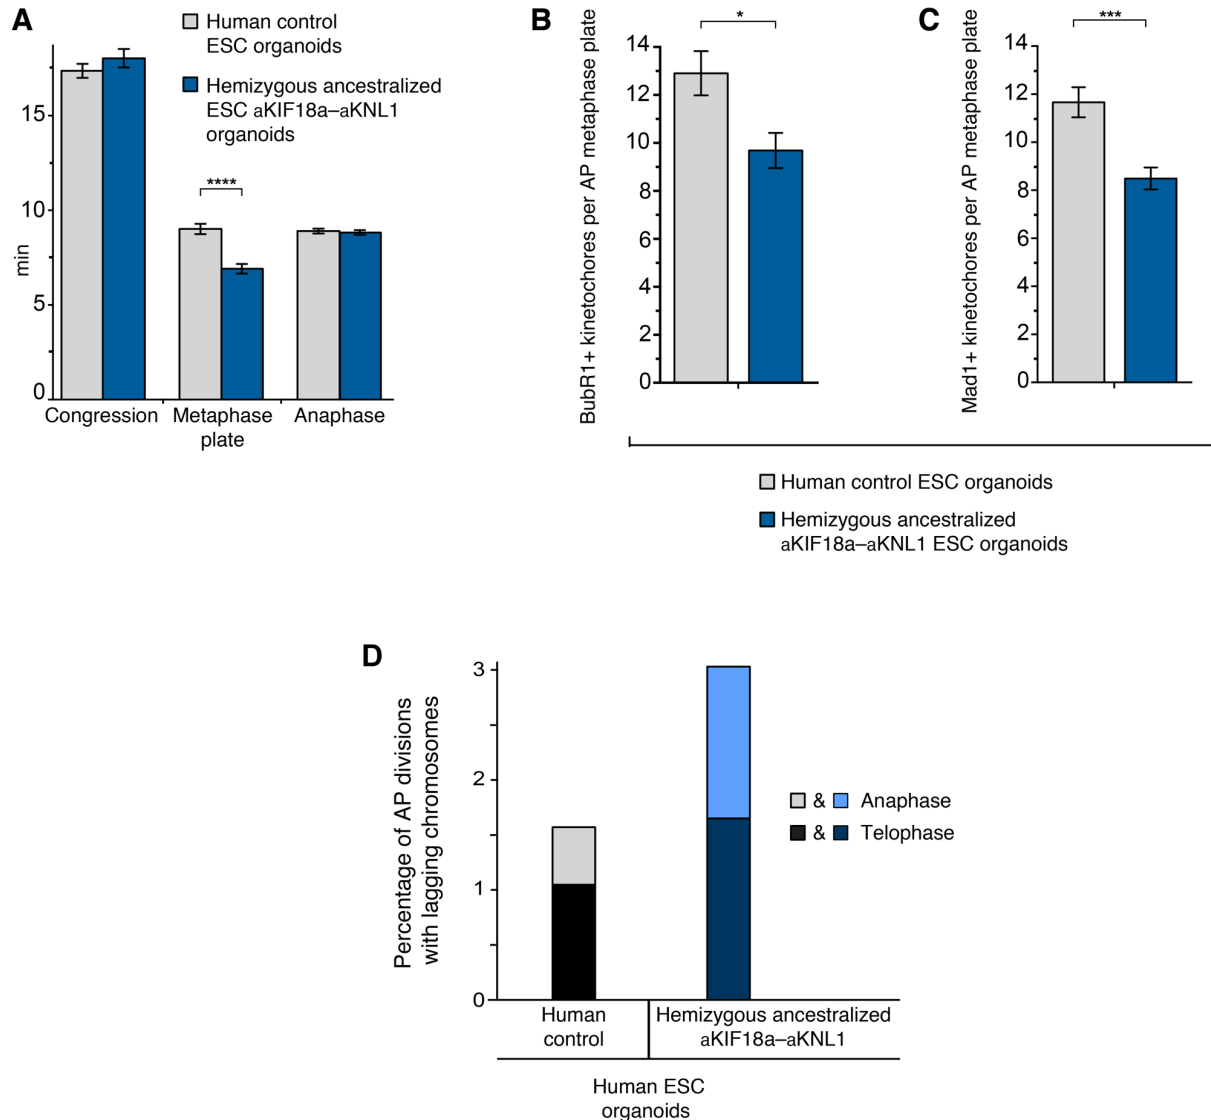 A
Human control
ESC organoids
Hemizygous ancestralized
ESC aKIF18a–aKNL1
organoids
15
10
5
0
min
****
Congression
Metaphase
plate
Anaphase
B
*
BubR1+ kinetochores per AP metaphase plate
14
12
10
8
6
4
2
0
C
***
Mad1+ kinetochores per AP metaphase plate
14
12
10
8
6
4
2
0
Human control ESC organoids
Hemizygous ancestralized
aKIF18a–aKNL1 ESC organoids
D
Percentage of AP divisions
with lagging chromosomes
3
2
1
0
& Anaphase
& Telophase
Human
control
Hemizygous ancestralized
aKIF18a–aKNL1
Human ESC
organoids